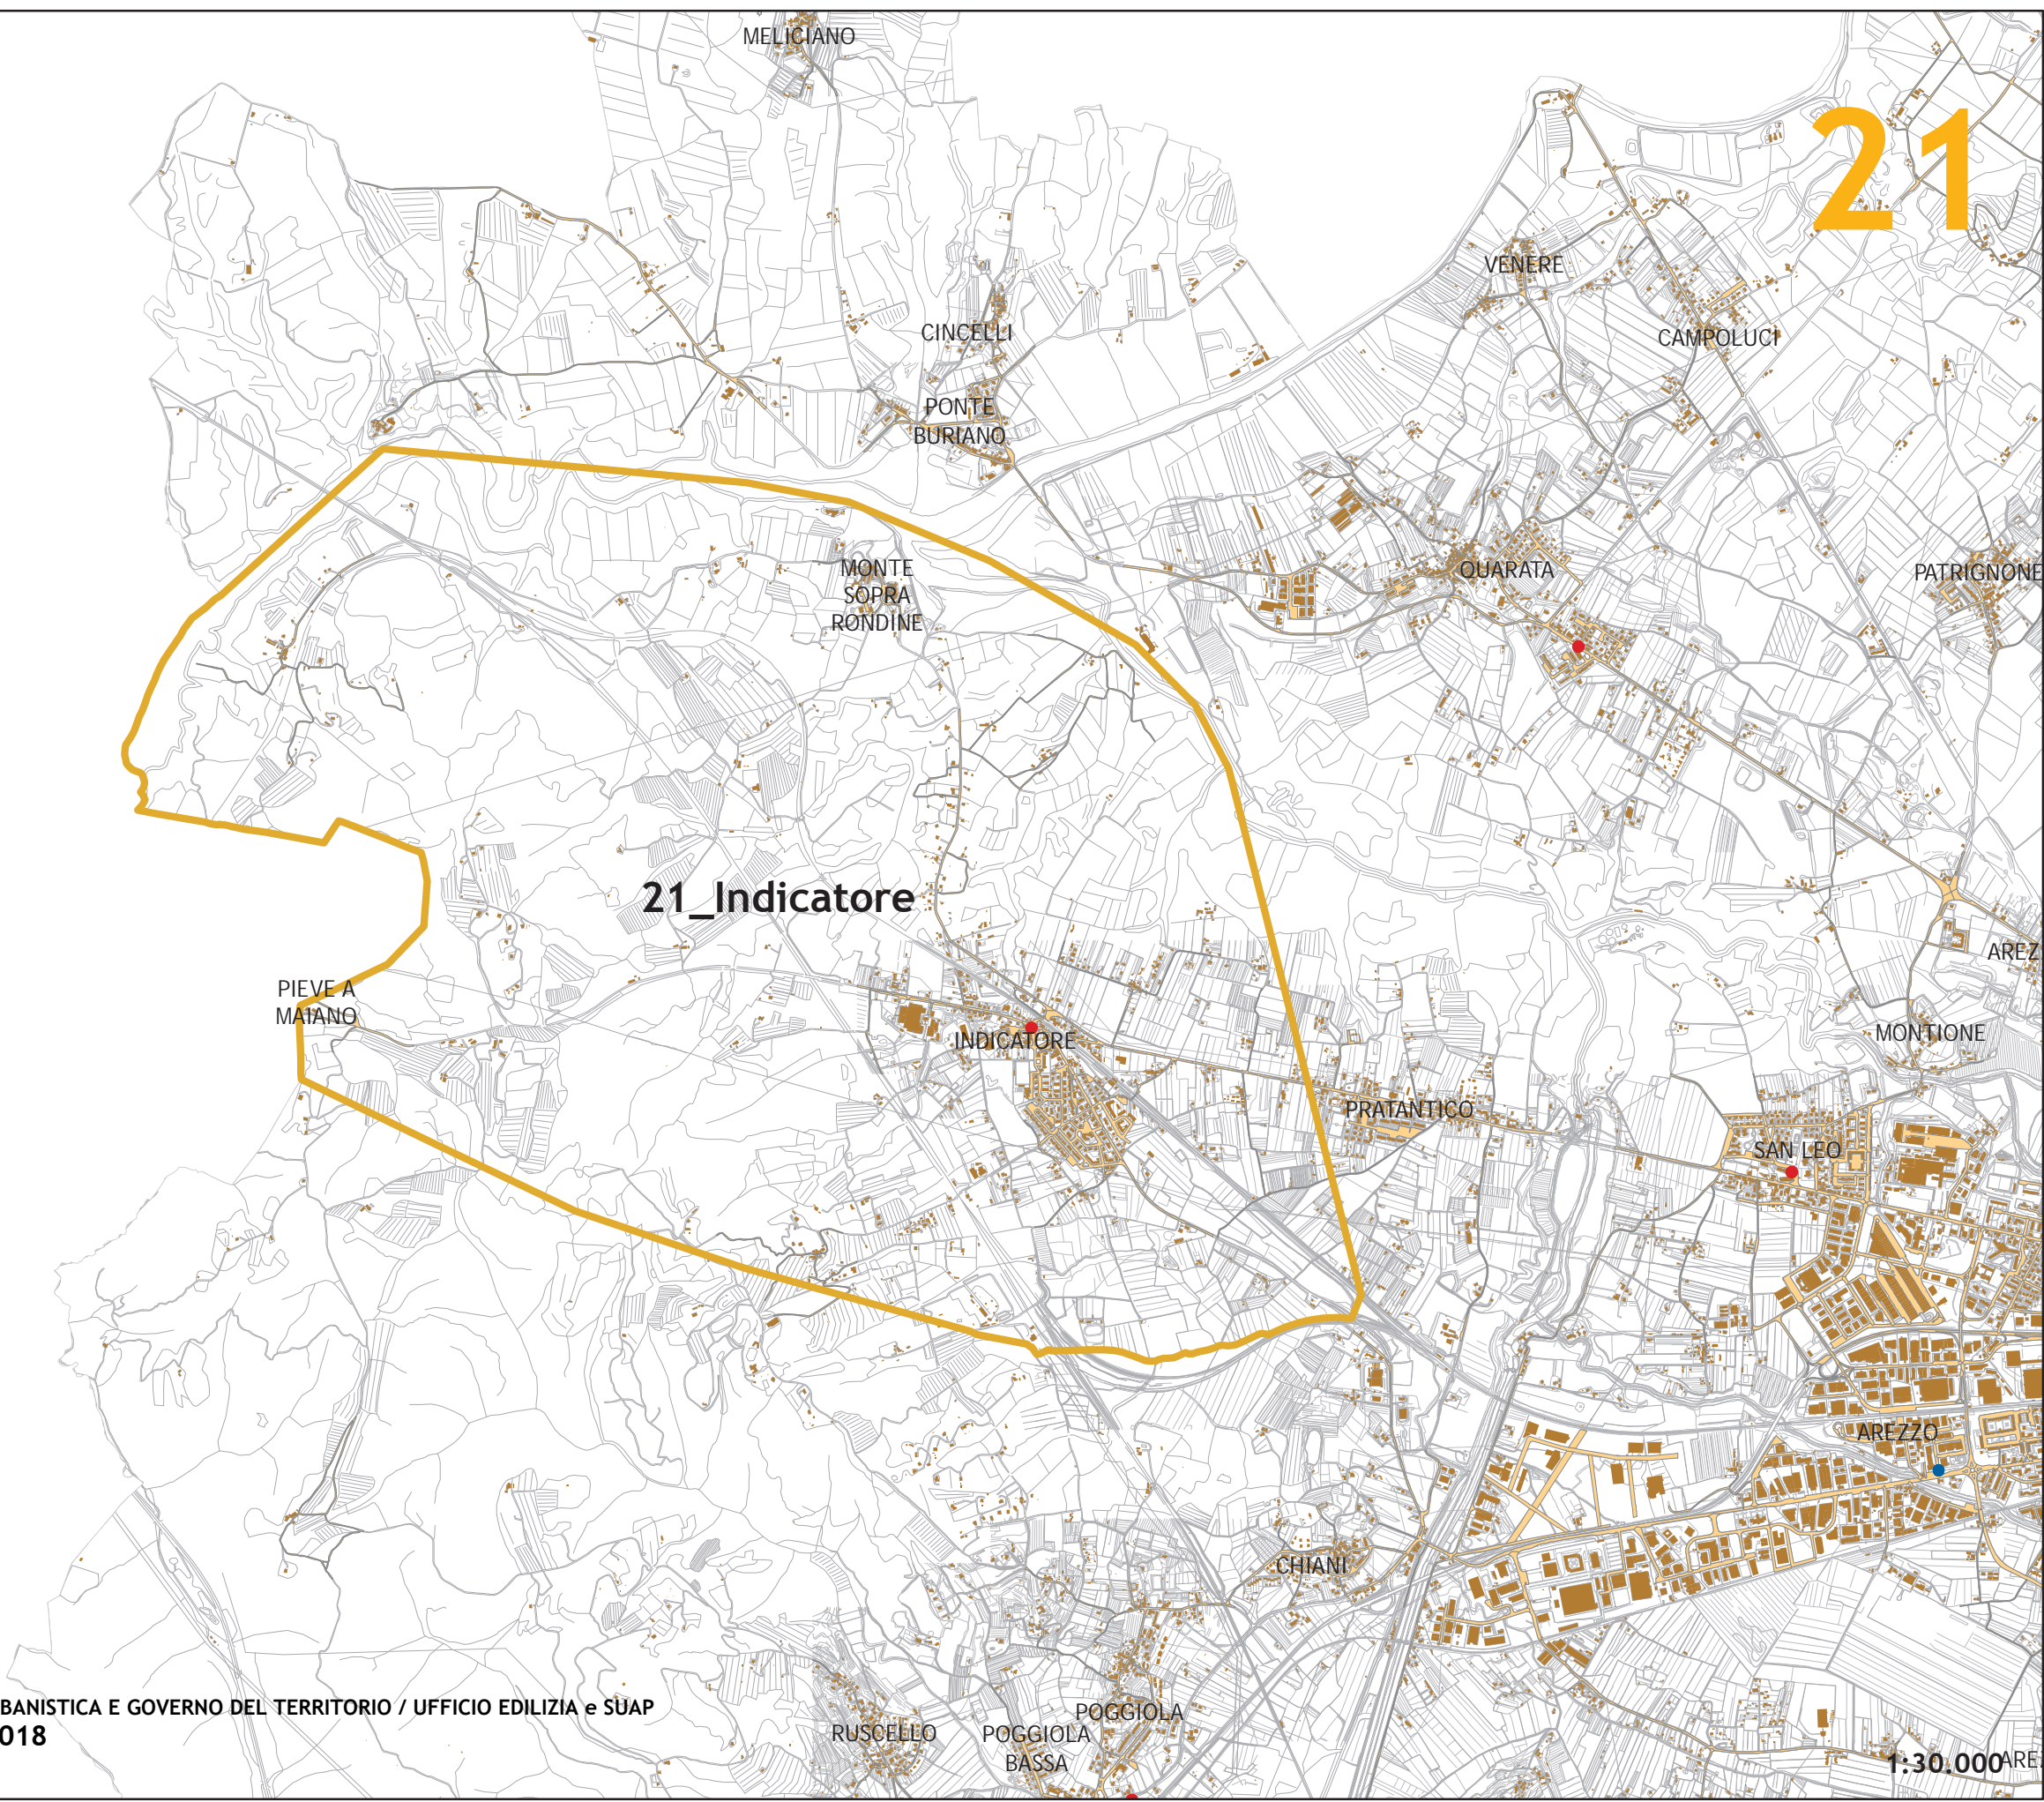 MELICIANO
21
VENERE
CINCELLI
CAMPOLUCI
PONTE
BURIANO
MONTE
SOPRA
RONDINE
QUARATA
PATRIGNONE
21_Indicatore
AREZ
PIEVE A
MAIANO
INDICATORE
MONTIONE
PRATANTICO
SAN LEO
AREZZO
CHIANI
BANISTICA E GOVERNO DEL TERRITORIO / UFFICIO EDILIZIA e SUAP
018
RUSCELLO
POGGIOLA
BASSA
POGGIOLA
1:30.000
ARE